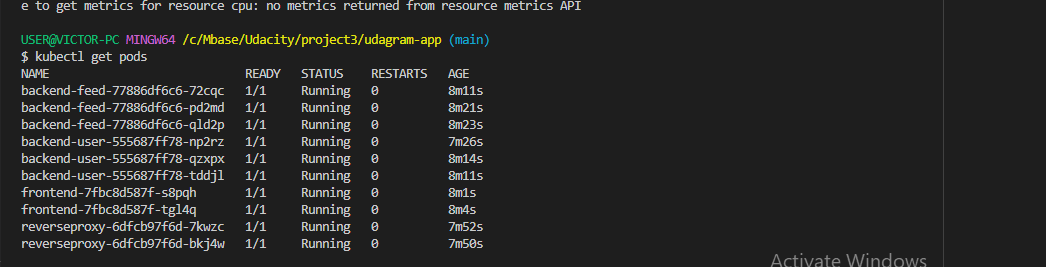 e to get metrics for resource cpu: no metrics returned from resource metrics API
USER@VICTOR-PC MINGW64 /c/Mbase/Udacity/project3/udagram-app (main)
$ kubectl get pods
NAME READY STATUS RESTARTS AGE
backend-feed-77886df6c6-72cqc 1/1 Running 0 8m11s
backend-feed-77886df6c6-pd2md 1/1 Running 0 8m21s
backend-feed-77886df6c6-qld2p 1/1 Running 0 8m23s
backend-user-555687ff78-np2rz 1/1 Running 0 7m26s
backend-user-555687ff78-qzxpx 1/1 Running 0 8m14s
backend-user-555687ff78-tddjl 1/1 Running 0 8m11s
frontend-7fbc8d587f-s8pqh 1/1 Running 0 8m1s
frontend-7fbc8d587f-tgl4q 1/1 Running 0 8m4s
reverseproxy-6dfcb97f6d-7kwzc 1/1 Running 0 7m52s
reverseproxy-6dfcb97f6d-bkj4w 1/1 Running 0 7m50s
Activate Windows